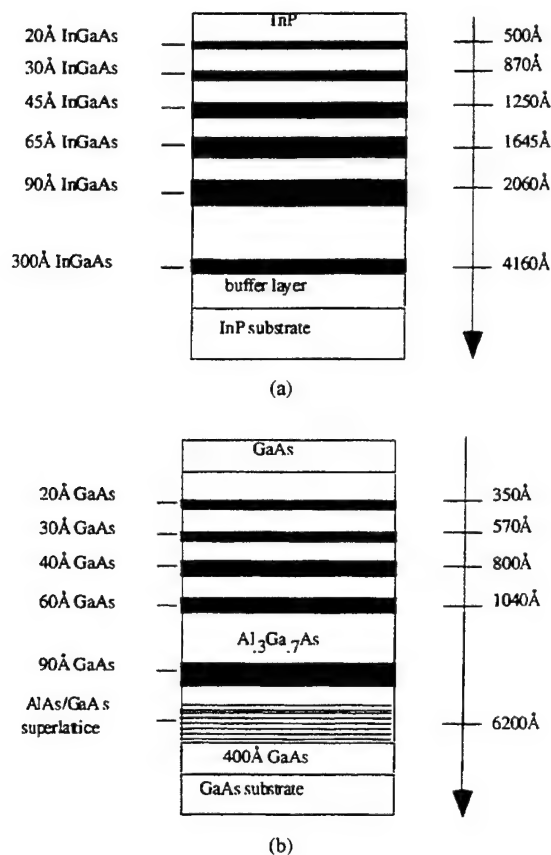 InP
20Å InGaAs 500Å
30Å InGaAs 870Å
45Å InGaAs 1250Å
65Å InGaAs 1645Å
90Å InGaAs 2060Å
300Å InGaAs 4160Å
buffer layer
InP substrate
(a)
GaAs
20Å GaAs 350Å
30Å GaAs 570Å
40Å GaAs 800Å
60Å GaAs 1040Å
Al.3Ga.7As
90Å GaAs
AlAs/GaAs
superlattice 6200Å
400Å GaAs
GaAs substrate
(b)